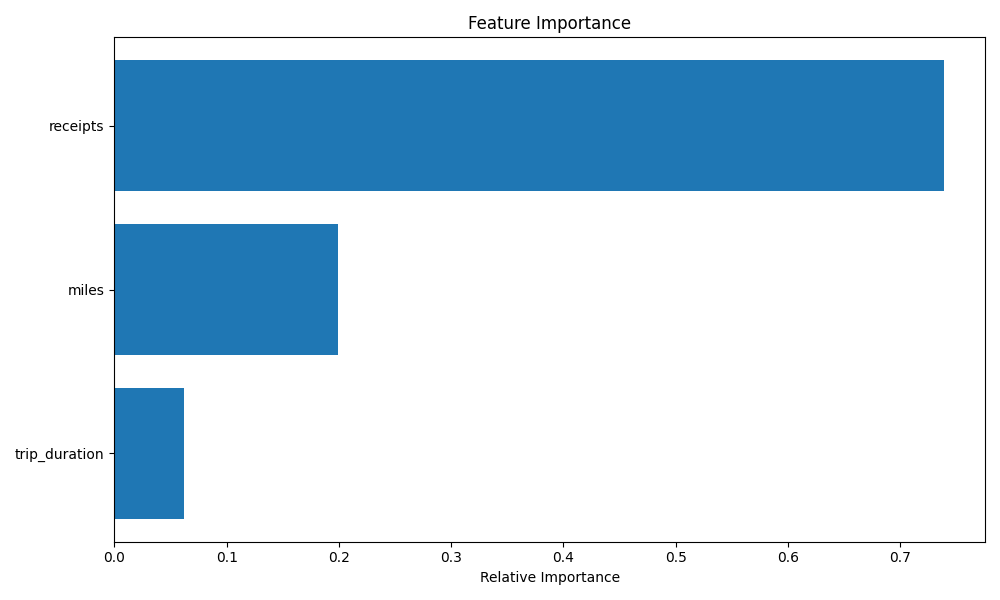 Feature Importance
receipts
miles
trip_duration
0.0 0.1 0.2 0.3 0.4 0.5 0.6 0.7
Relative Importance